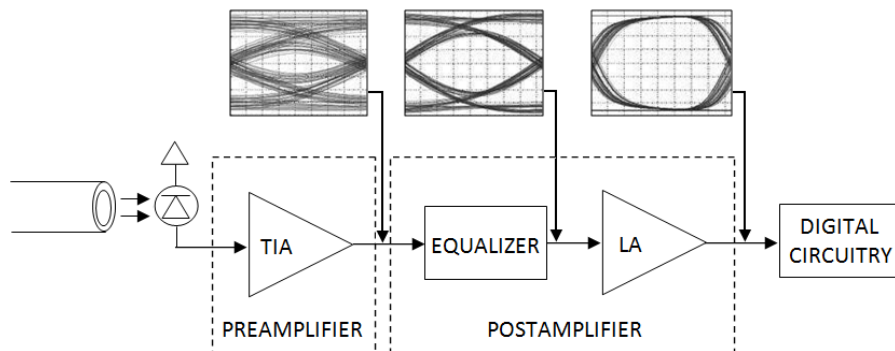 TIA
EQUALIZER
LA
DIGITAL
CIRCUITRY
PREAMPLIFIER
POSTAMPLIFIER